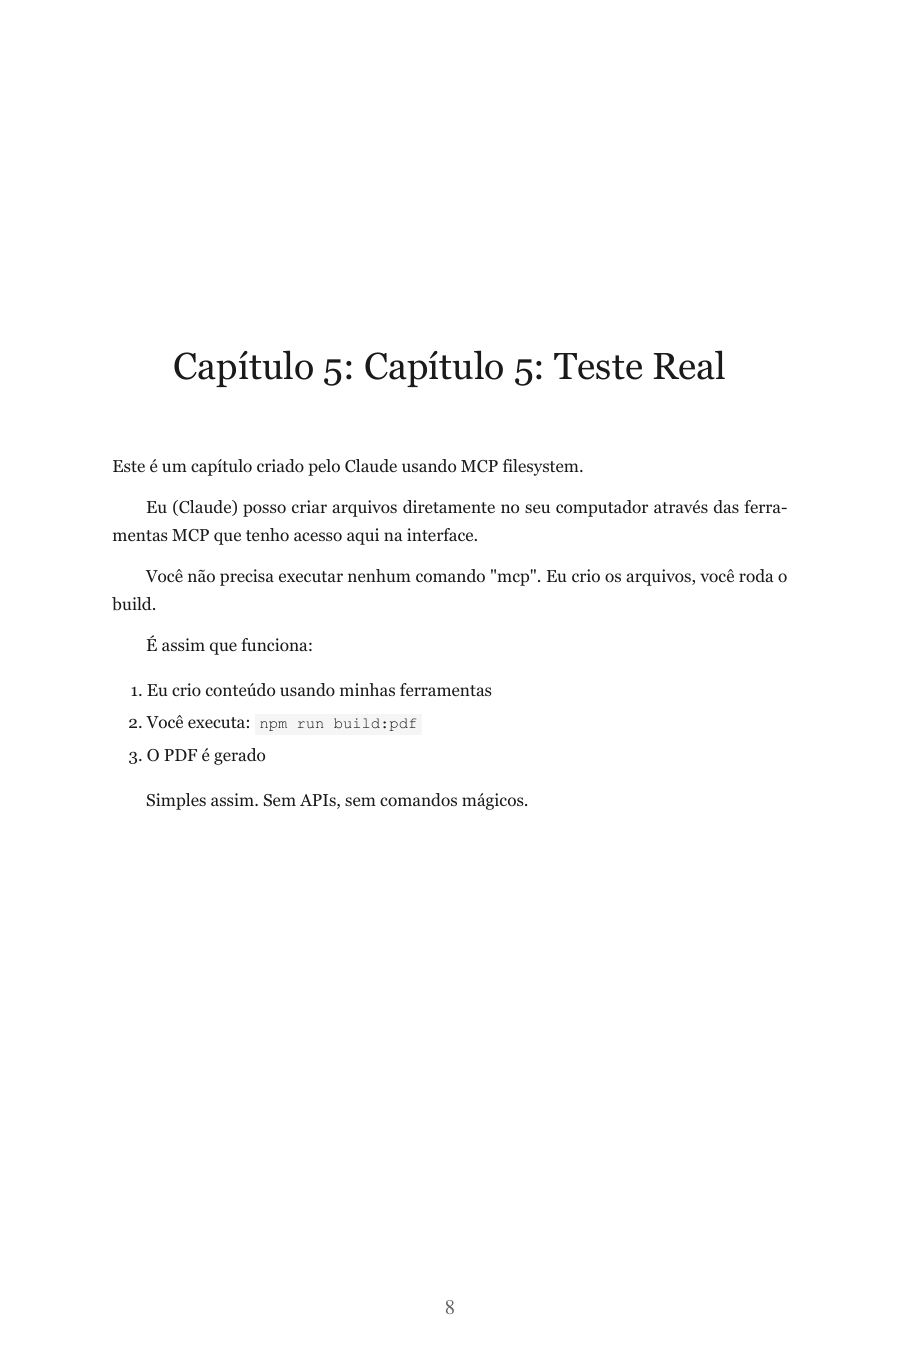 Capítulo 5: Capítulo 5: Teste Real
Este é um capítulo criado pelo Claude usando MCP filesystem.
Eu (Claude) posso criar arquivos diretamente no seu computador através das ferra-
mentas MCP que tenho acesso aqui na interface.
Você não precisa executar nenhum comando "mcp". Eu crio os arquivos, você roda o
build.
É assim que funciona:
1. Eu crio conteúdo usando minhas ferramentas
2. Você executa: npm run build:pdf
3. O PDF é gerado
Simples assim. Sem APIs, sem comandos mágicos.
8